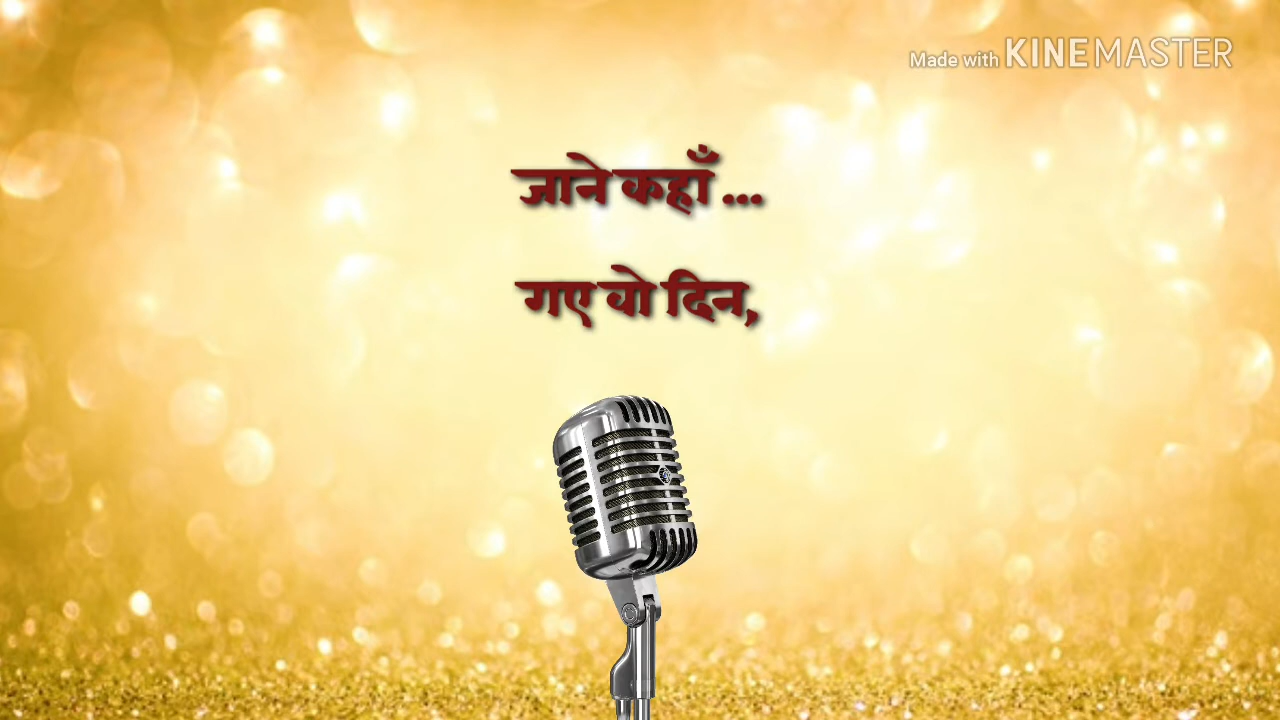 Made with KINEMASTER
जाने कहाँ ...
गए वो दिन,